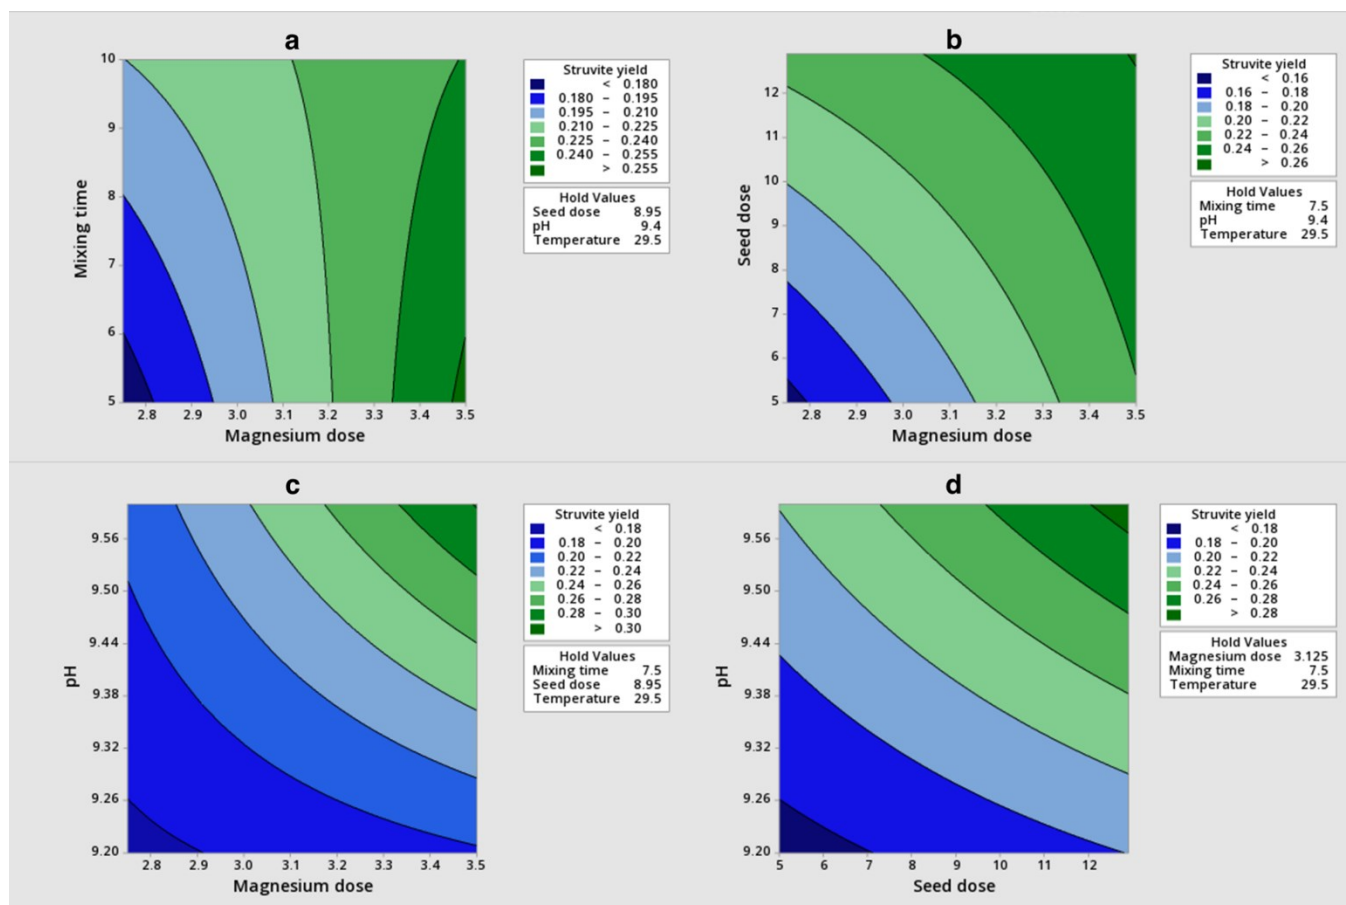 a
10
9
8
7
6
5
Mixing time
2.8 2.9 3.0 3.1 3.2 3.3 3.4 3.5
Magnesium dose
Struvite yield
< 0.180
0.180 – 0.195
0.195 – 0.210
0.210 – 0.225
0.225 – 0.240
0.240 – 0.255
> 0.255
Hold Values
Seed dose 8.95
pH 9.4
Temperature 29.5
b
12
11
10
9
8
7
6
5
Seed dose
2.8 2.9 3.0 3.1 3.2 3.3 3.4 3.5
Magnesium dose
Struvite yield
< 0.16
0.16 – 0.18
0.18 – 0.20
0.20 – 0.22
0.22 – 0.24
0.24 – 0.26
> 0.26
Hold Values
Mixing time 7.5
pH 9.4
Temperature 29.5
c
9.56
9.50
9.44
9.38
9.32
9.26
9.20
pH
2.8 2.9 3.0 3.1 3.2 3.3 3.4 3.5
Magnesium dose
Struvite yield
< 0.18
0.18 – 0.20
0.20 – 0.22
0.22 – 0.24
0.24 – 0.26
0.26 – 0.28
0.28 – 0.30
> 0.30
Hold Values
Mixing time 7.5
Seed dose 8.95
Temperature 29.5
d
9.56
9.50
9.44
9.38
9.32
9.26
9.20
pH
5 6 7 8 9 10 11 12
Seed dose
Struvite yield
< 0.18
0.18 – 0.20
0.20 – 0.22
0.22 – 0.24
0.24 – 0.26
0.26 – 0.28
> 0.28
Hold Values
Magnesium dose 3.125
Mixing time 7.5
Temperature 29.5